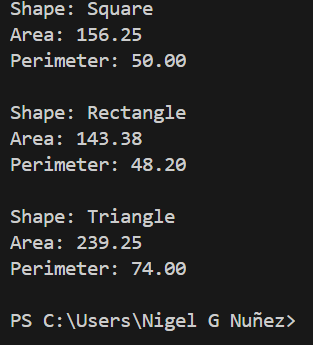 Shape: Square
Area: 156.25
Perimeter: 50.00
Shape: Rectangle
Area: 143.38
Perimeter: 48.20
Shape: Triangle
Area: 239.25
Perimeter: 74.00
PS C:\Users\Nigel G Nuñez>